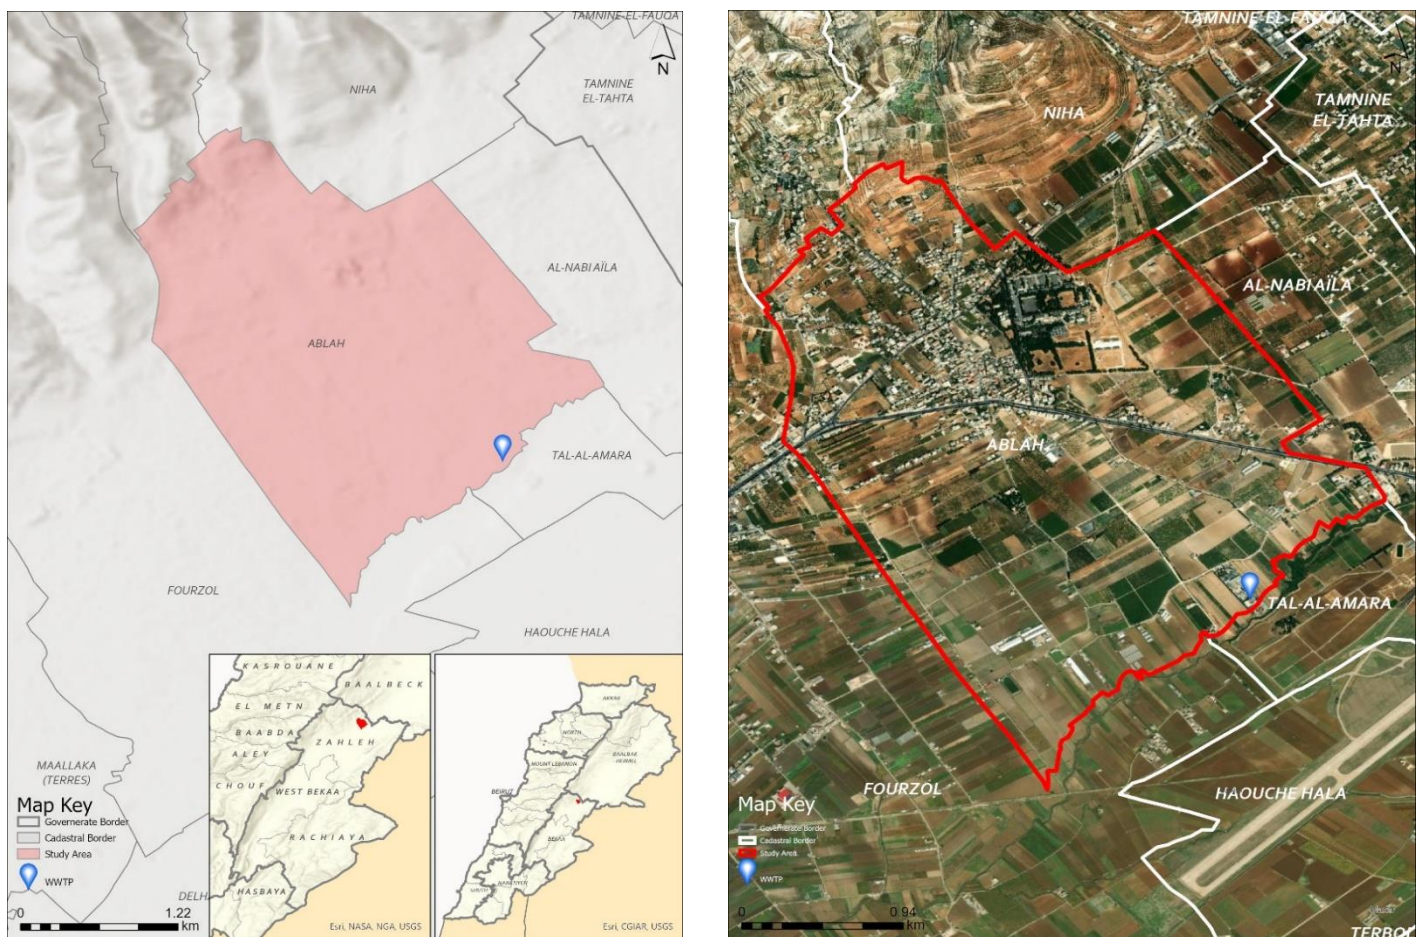 TAMNINE-EL-FAUQA
N
NIHA
TAMNINE
EL-TAHTA
AL-NABI AÏLA
ABLAH
TAL-AL-AMARA
FOURZOL
HAOUCHE HALA
MAALLAKA
(TERRES)
Map Key
Governerate Border
Cadastral Border
Study Area
WWTP
0
1.22
km
KASROUANE
BAALBECK
EL METN
BAABDA
ZAHLEH
ALEY
CHOUF
WEST BEKAA
RACHIAYA
HASBAYA
Esri, NASA, NGA, USGS
AKKAR
NORTH
MOUNT LEBANON
BEIRUT
BEKAA
Esri, CGIAR, USGS
TAMNINE-EL-FAUQA
N
NIHA
TAMNINE
EL-TAHTA
AL-NABI AÏLA
ABLAH
TAL-AL-AMARA
FOURZOL
HAOUCHE HALA
Map Key
Governerate Border
Cadastral Border
Study Area
WWTP
0
0.94
km